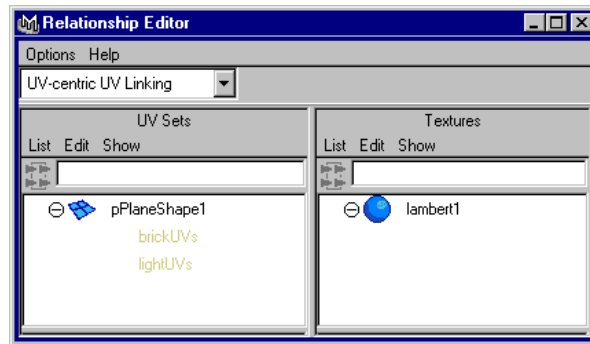 Relationship Editor
Options Help
UV-centric UV Linking
UV Sets
List Edit Show
pPlaneShape1
brickUVs
lightUVs
Textures
List Edit Show
lambert1